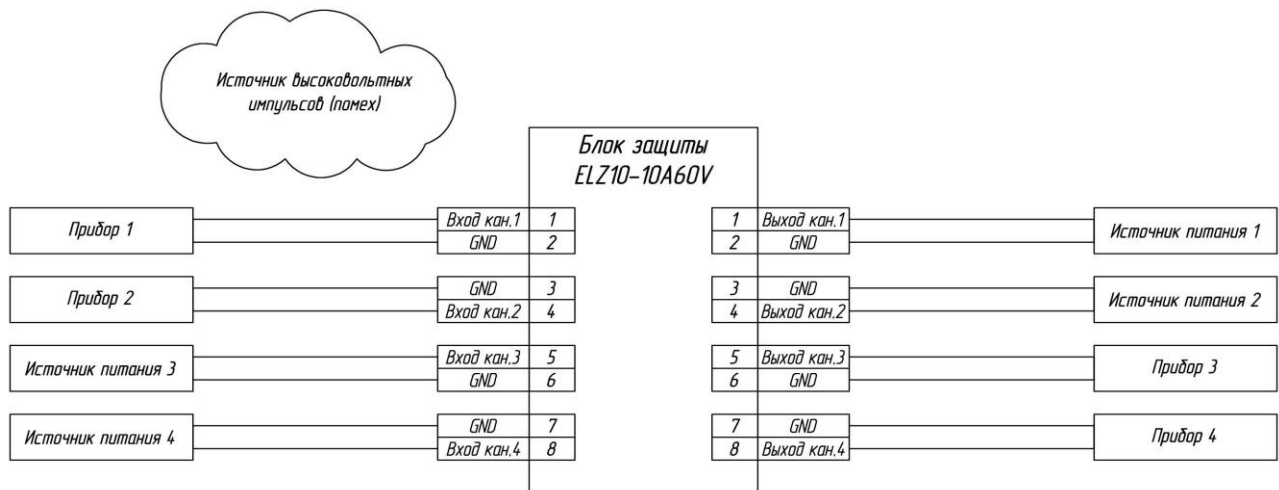 Источник высоковольтных
импульсов (помех)
Блок защиты
ELZ10-10A60V
Прибор 1
Вход кан.1 1
GND 2
1 Выход кан.1
2 GND
Источник питания 1
Прибор 2
GND 3
Вход кан.2 4
3 GND
4 Выход кан.2
Источник питания 2
Источник питания 3
Вход кан.3 5
GND 6
5 Выход кан.3
6 GND
Прибор 3
Источник питания 4
GND 7
Вход кан.4 8
7 GND
8 Выход кан.4
Прибор 4